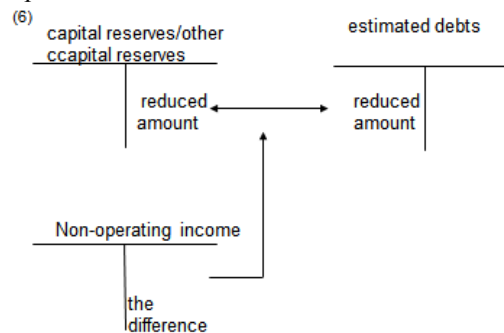 (6)
capital reserves/other
ccapital reserves
estimated debts
reduced
amount
reduced
amount
Non-operating income
the
difference